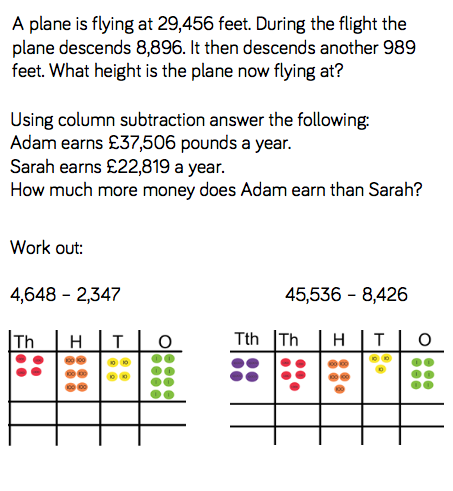 A plane is flying at 29,456 feet. During the flight the
plane descends 8,896. It then descends another 989
feet. What height is the plane now flying at?
Using column subtraction answer the following:
Adam earns £37,506 pounds a year.
Sarah earns £22,819 a year.
How much more money does Adam earn than Sarah?
Work out:
4,648 – 2,347
45,536 – 8,426
Th H T O
Tth Th H T O
100 100 10 10 1 1
100 100 10 10 1 1
100 100 1 1
1 1
100 100 10 10 1 1
100 100 10 1 1
100 1 1